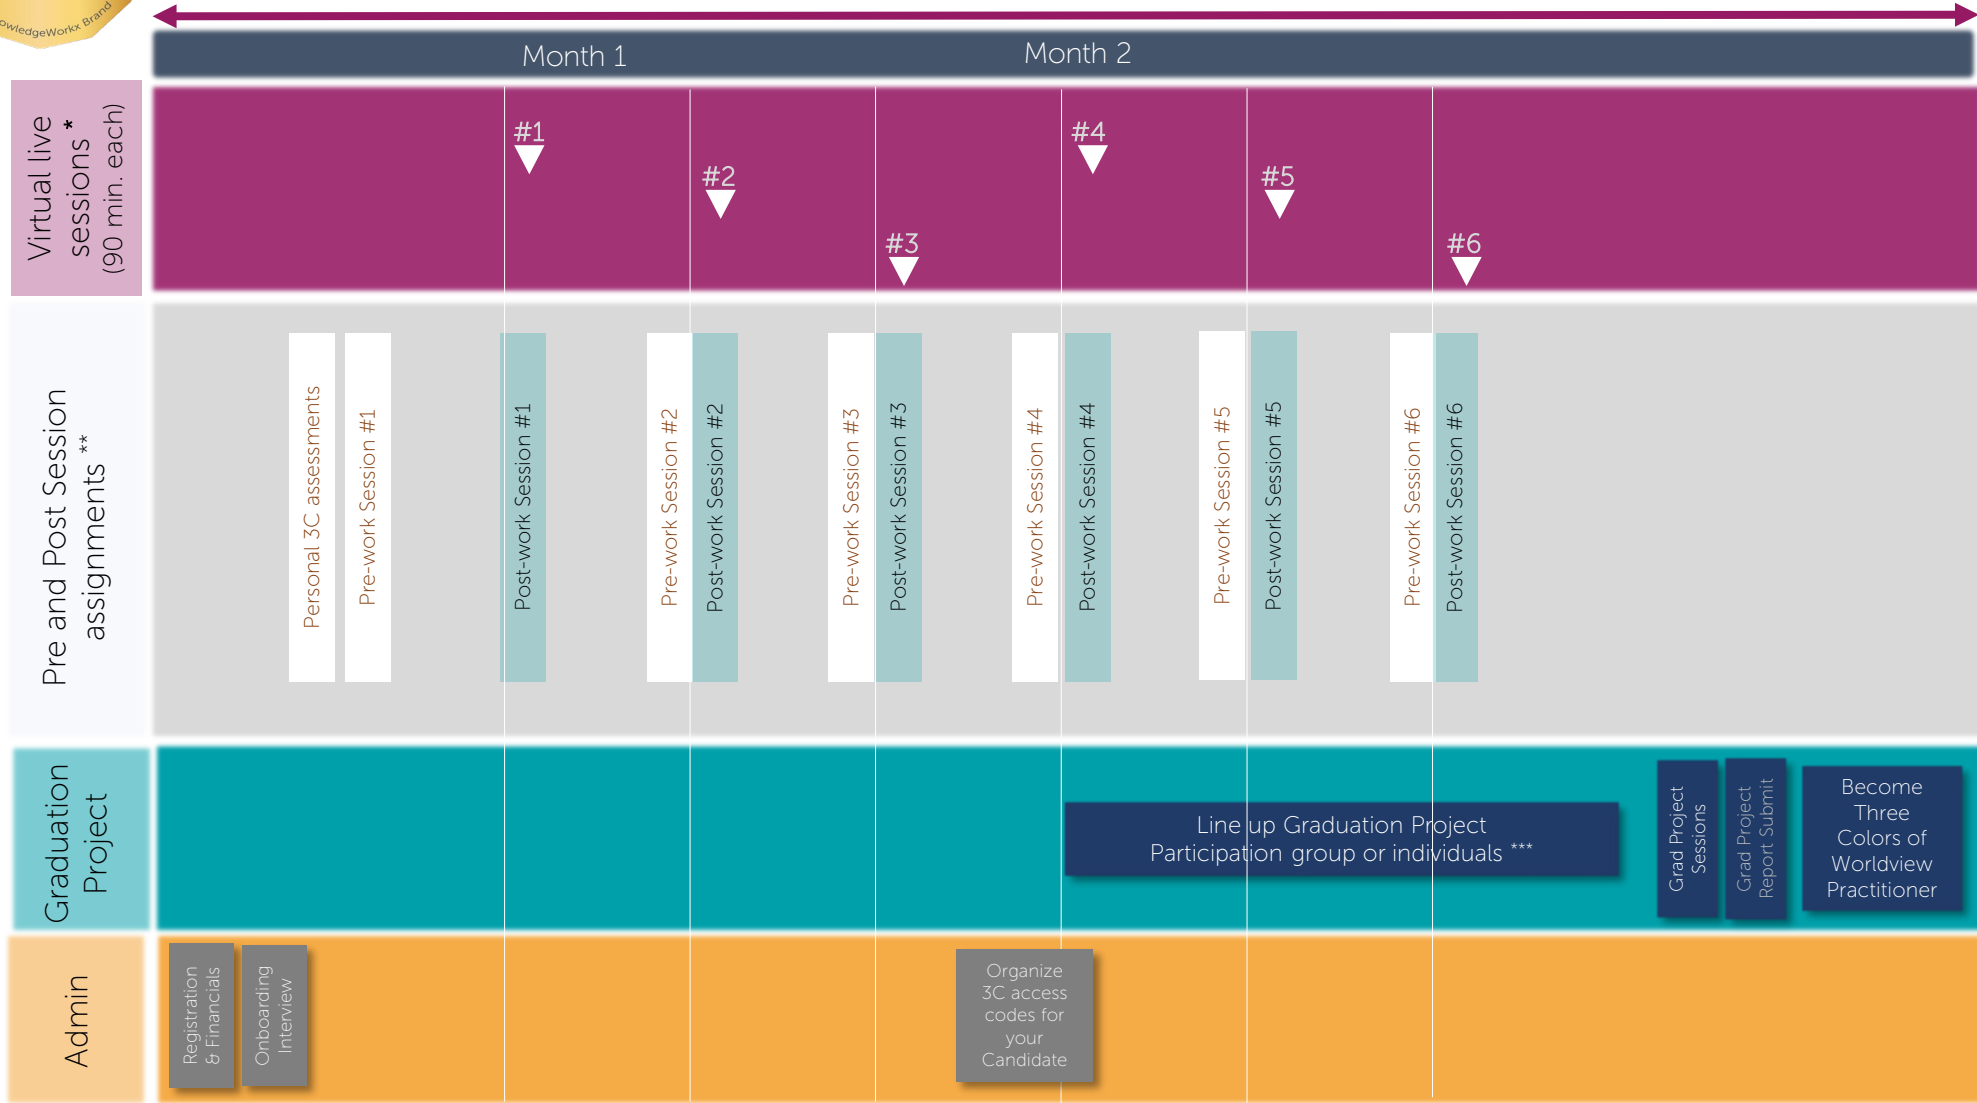 owledgeWorkx Brand
Month 1
Month 2
Virtual live
sessions *
(90 min. each)
#1
#2
#3
#4
#5
#6
Pre and Post Session
assignments **
Personal 3C assessments
Pre-work Session #1
Post-work Session #1
Pre-work Session #2
Post-work Session #2
Pre-work Session #3
Post-work Session #3
Pre-work Session #4
Post-work Session #4
Pre-work Session #5
Post-work Session #5
Pre-work Session #6
Post-work Session #6
Graduation
Project
Line up Graduation Project
Participation group or individuals ***
Grad Project
Sessions
Grad Project
Report Submit
Become
Three
Colors of
Worldview
Practitioner
Admin
Registration
& Financials
Onboarding
Interview
Organize
3C access
codes for
your
Candidate